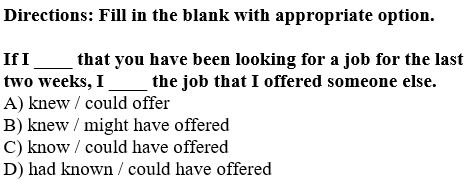 Directions: Fill in the blank with appropriate option.
If I ____ that you have been looking for a job for the last
two weeks, I ____ the job that I offered someone else.
A) knew / could offer
B) knew / might have offered
C) know / could have offered
D) had known / could have offered